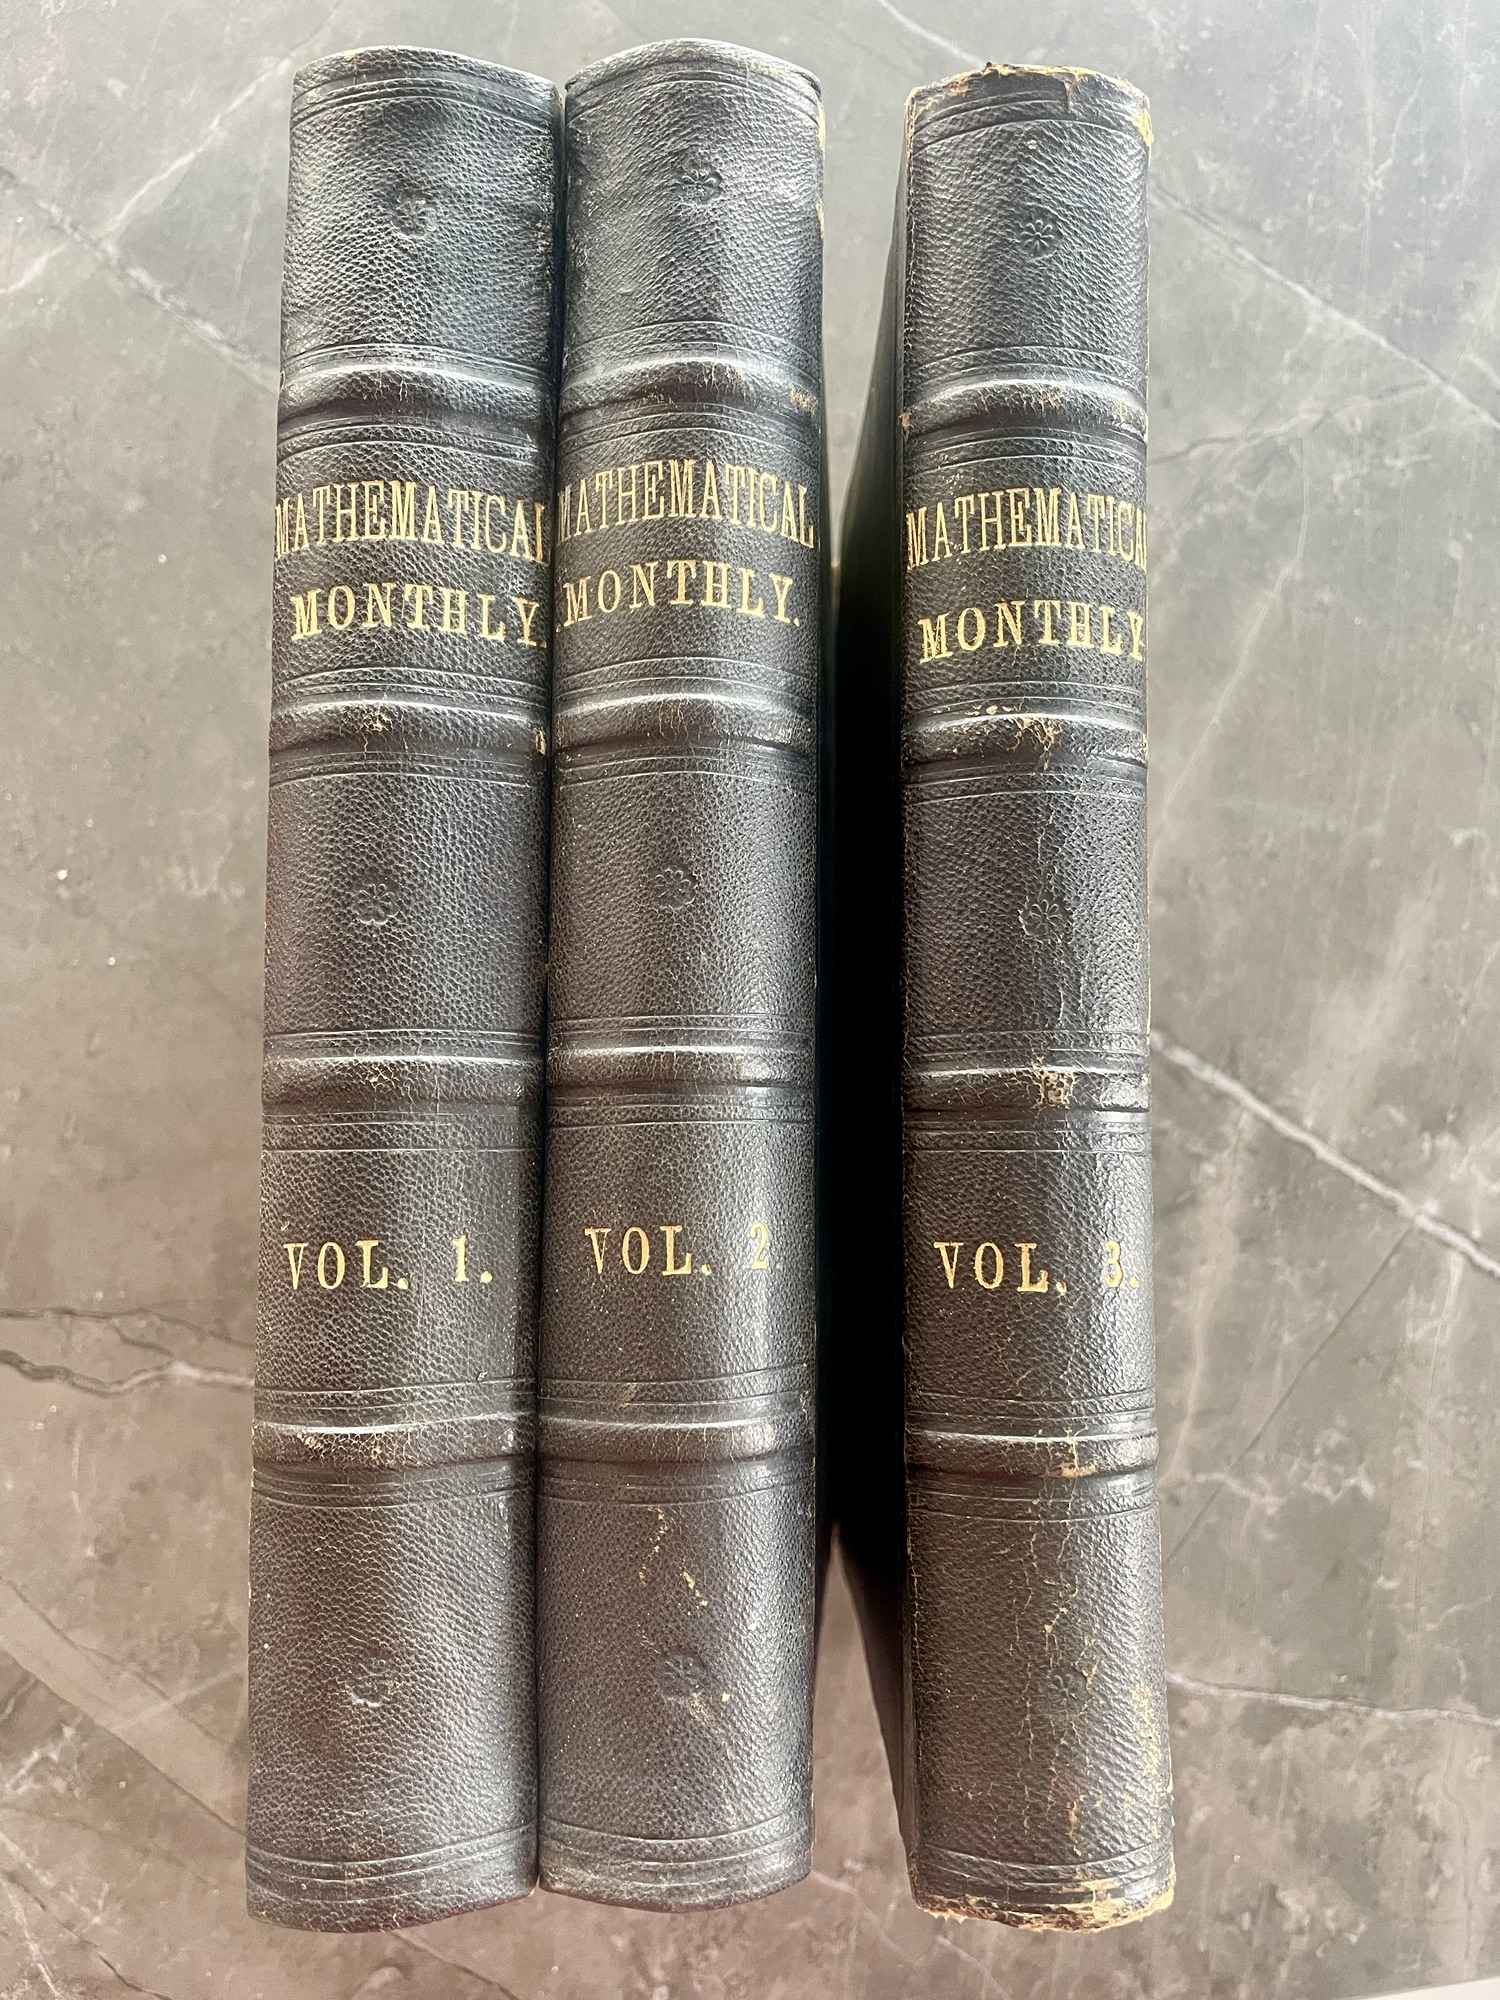 MATHEMATICAL
MONTHLY.
VOL. 1.
MATHEMATICAL
MONTHLY.
VOL. 2
MATHEMATICAL
MONTHLY.
VOL. 3.